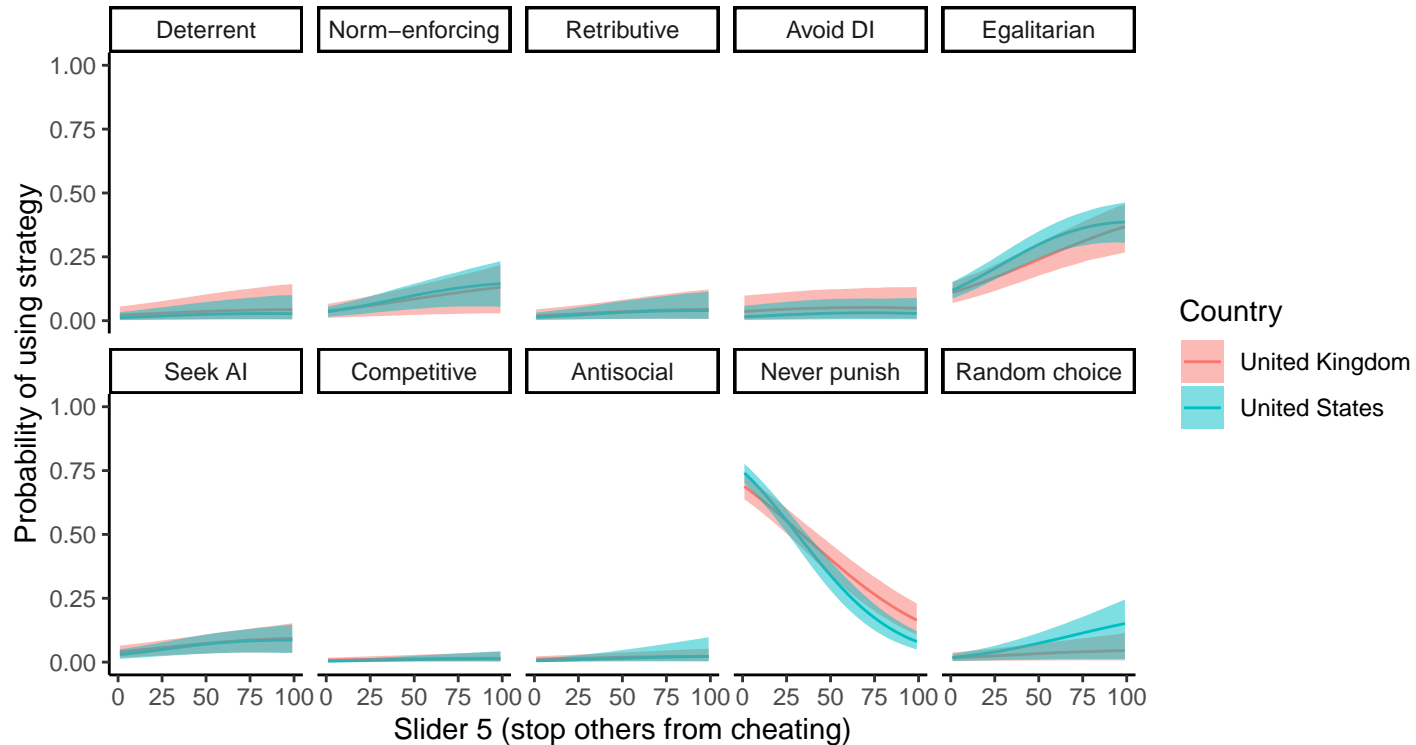 Deterrent Norm−enforcing Retributive Avoid DI Egalitarian
1.00
0.75
0.50
0.25
0.00
Seek AI Competitive Antisocial Never punish Random choice
1.00
0.75
0.50
0.25
0.00
0 25 50 75 100 0 25 50 75 100 0 25 50 75 100 0 25 50 75 100 0 25 50 75 100
Slider 5 (stop others from cheating)
Probability of using strategy
Country
United Kingdom
United States